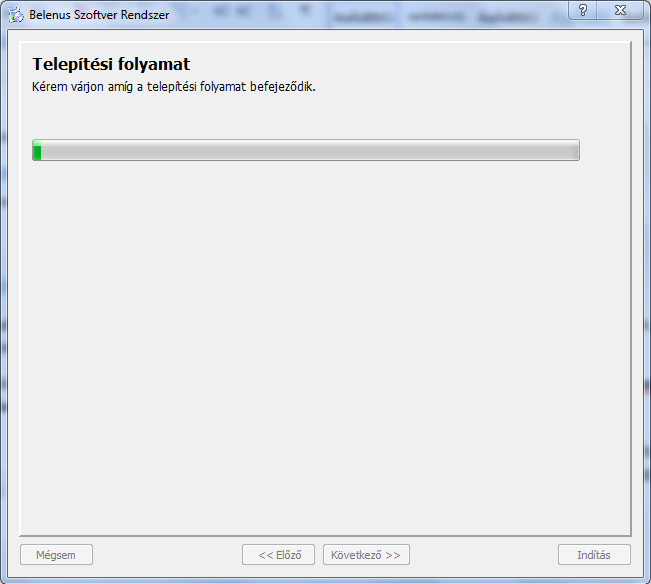 Belenus Szoftver Rendszer
Telepítési folyamat
Kérem várjon amíg a telepítési folyamat befejeződik.
Mégsem
<< Előző
Következő >>
Indítás